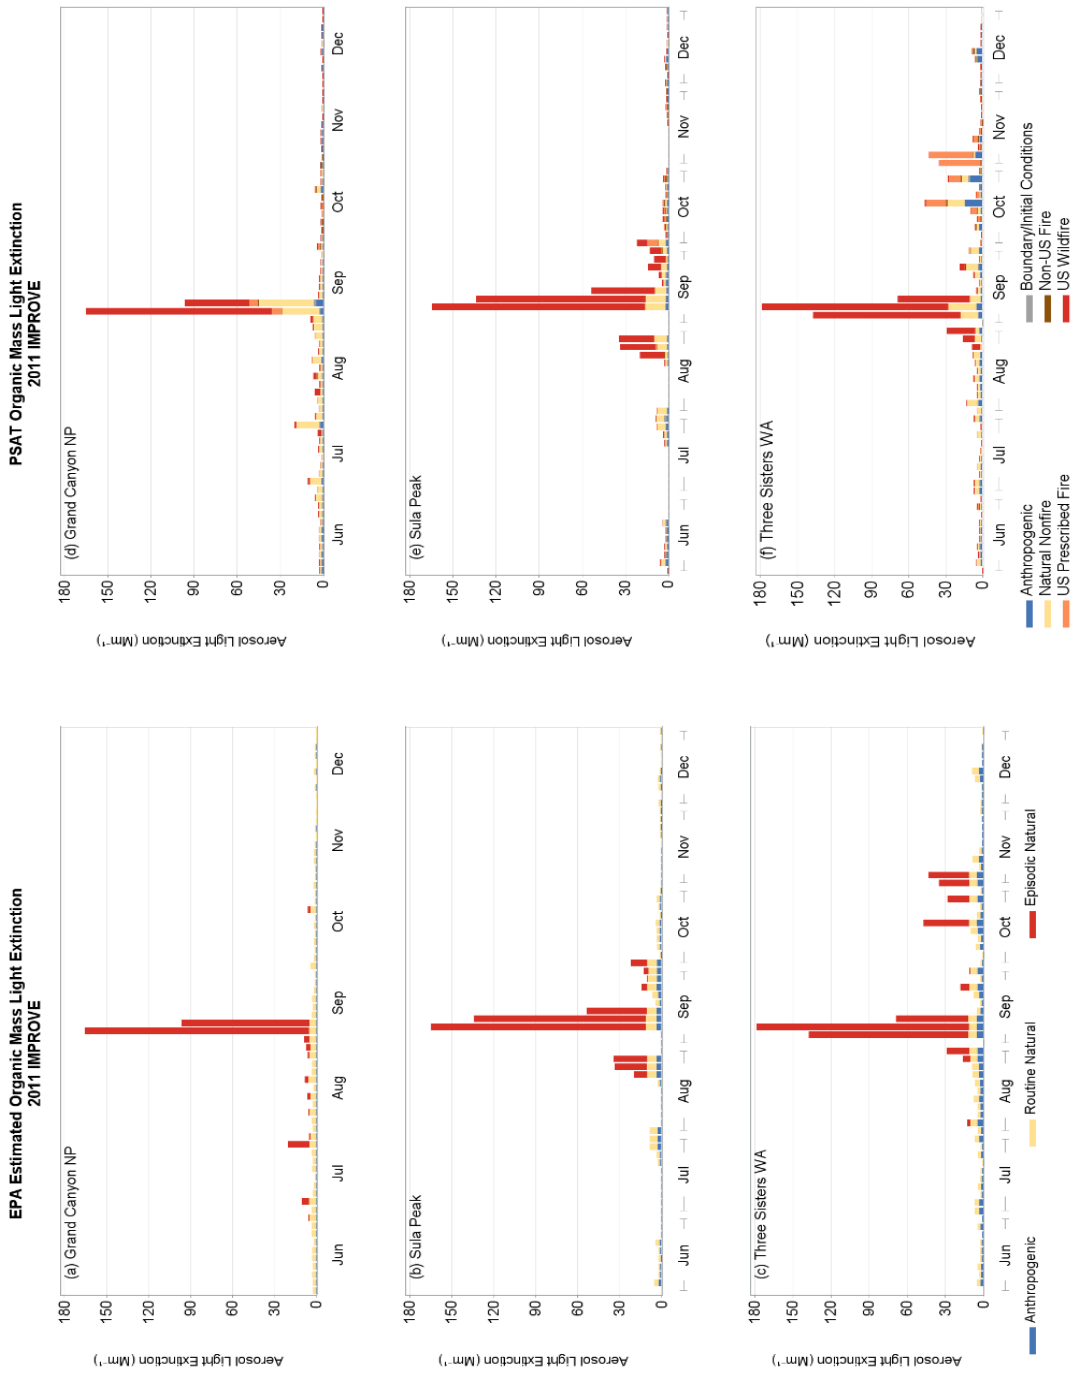 EPA Estimated Organic Mass Light Extinction
2011 IMPROVE
(a) Grand Canyon NP
Aerosol Light Extinction (Mm⁻¹)
180
150
120
90
60
30
0
Jun Jul Aug Sep Oct Nov Dec
(b) Sula Peak
Aerosol Light Extinction (Mm⁻¹)
180
150
120
90
60
30
0
Jun Jul Aug Sep Oct Nov Dec
(c) Three Sisters WA
Aerosol Light Extinction (Mm⁻¹)
180
150
120
90
60
30
0
Jun Jul Aug Sep Oct Nov Dec
Anthropogenic Routine Natural Episodic Natural
PSAT Organic Mass Light Extinction
2011 IMPROVE
(d) Grand Canyon NP
Aerosol Light Extinction (Mm⁻¹)
180
150
120
90
60
30
0
Jun Jul Aug Sep Oct Nov Dec
(e) Sula Peak
Aerosol Light Extinction (Mm⁻¹)
180
150
120
90
60
30
0
Jun Jul Aug Sep Oct Nov Dec
(f) Three Sisters WA
Aerosol Light Extinction (Mm⁻¹)
180
150
120
90
60
30
0
Jun Jul Aug Sep Oct Nov Dec
Anthropogenic Boundary/Initial Conditions
Natural Nonfire Non-US Fire
US Prescribed Fire US Wildfire